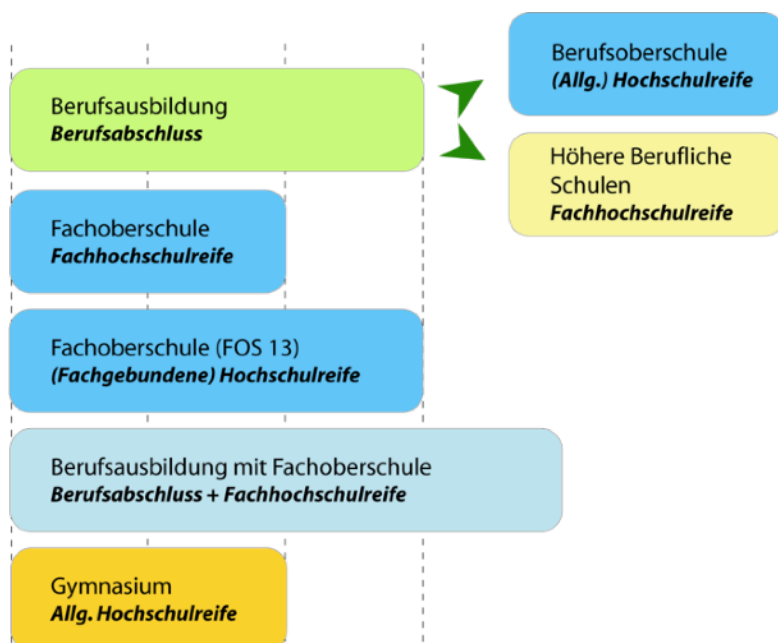 Berufsoberschule
(Allg.) Hochschulreife
Berufsausbildung
Berufsabschluss
Höhere Berufliche
Schulen
Fachhochschulreife
Fachoberschule
Fachhochschulreife
Fachoberschule (FOS 13)
(Fachgebundene) Hochschulreife
Berufsausbildung mit Fachoberschule
Berufsabschluss + Fachhochschulreife
Gymnasium
Allg. Hochschulreife